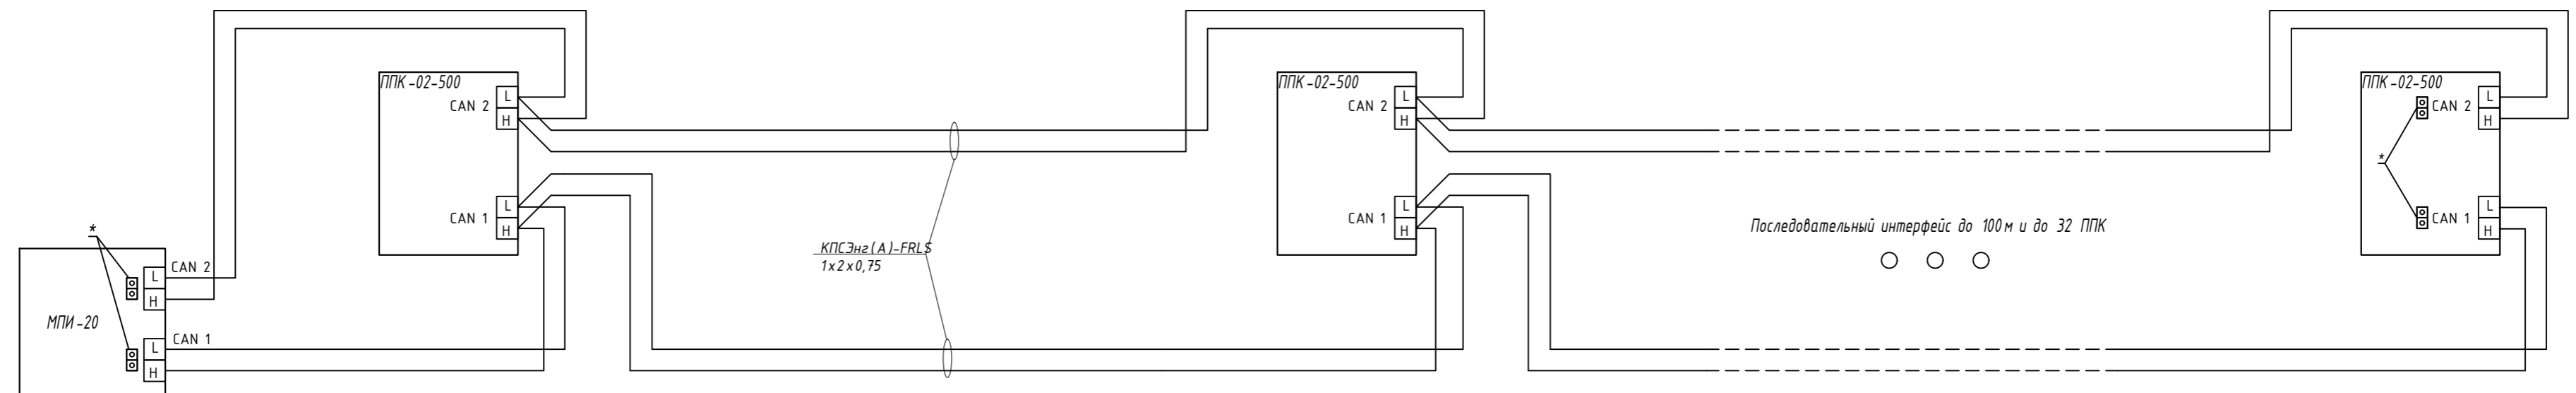 ППК-02-500
CAN 2
L
H
CAN 1
L
H
ППК-02-500
CAN 2
L
H
CAN 1
L
H
ППК-02-500
*
CAN 2
L
H
CAN 1
L
H
*
МПИ-20
L
H
CAN 2
L
H
CAN 1
КПСЭнг(А)-FRLS
1х2х0,75
Последовательный интерфейс до 100м и до 32 ППК